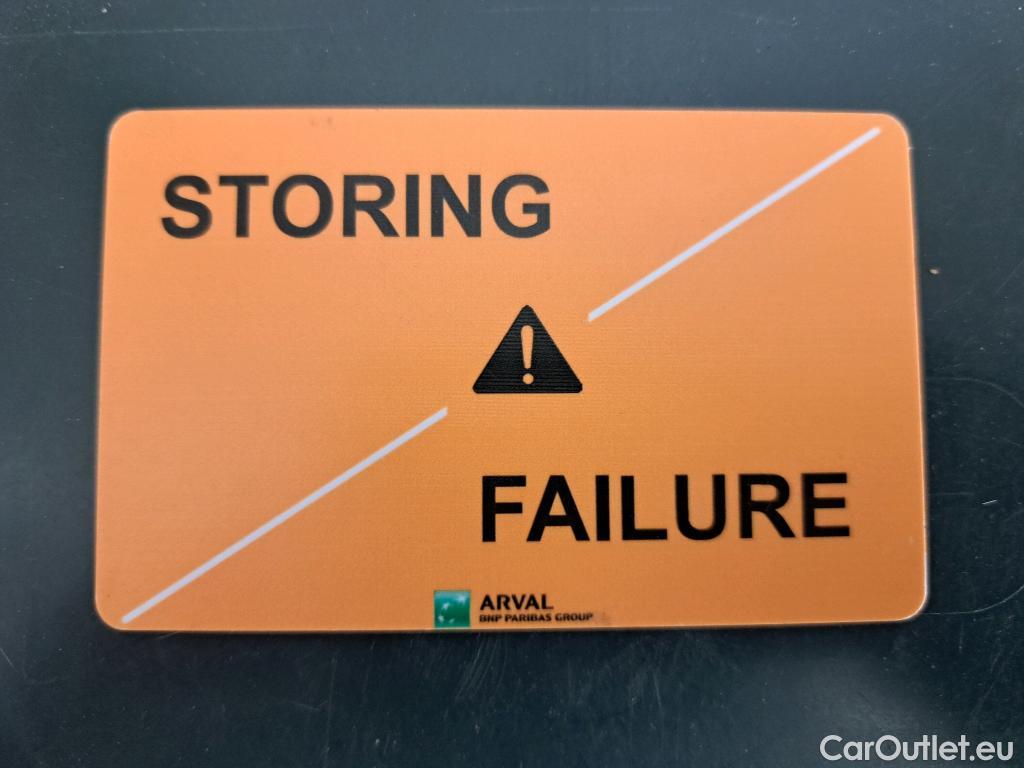 STORING
!
FAILURE
ARVAL
BNP PARIBAS GROUP
CarOutlet.eu